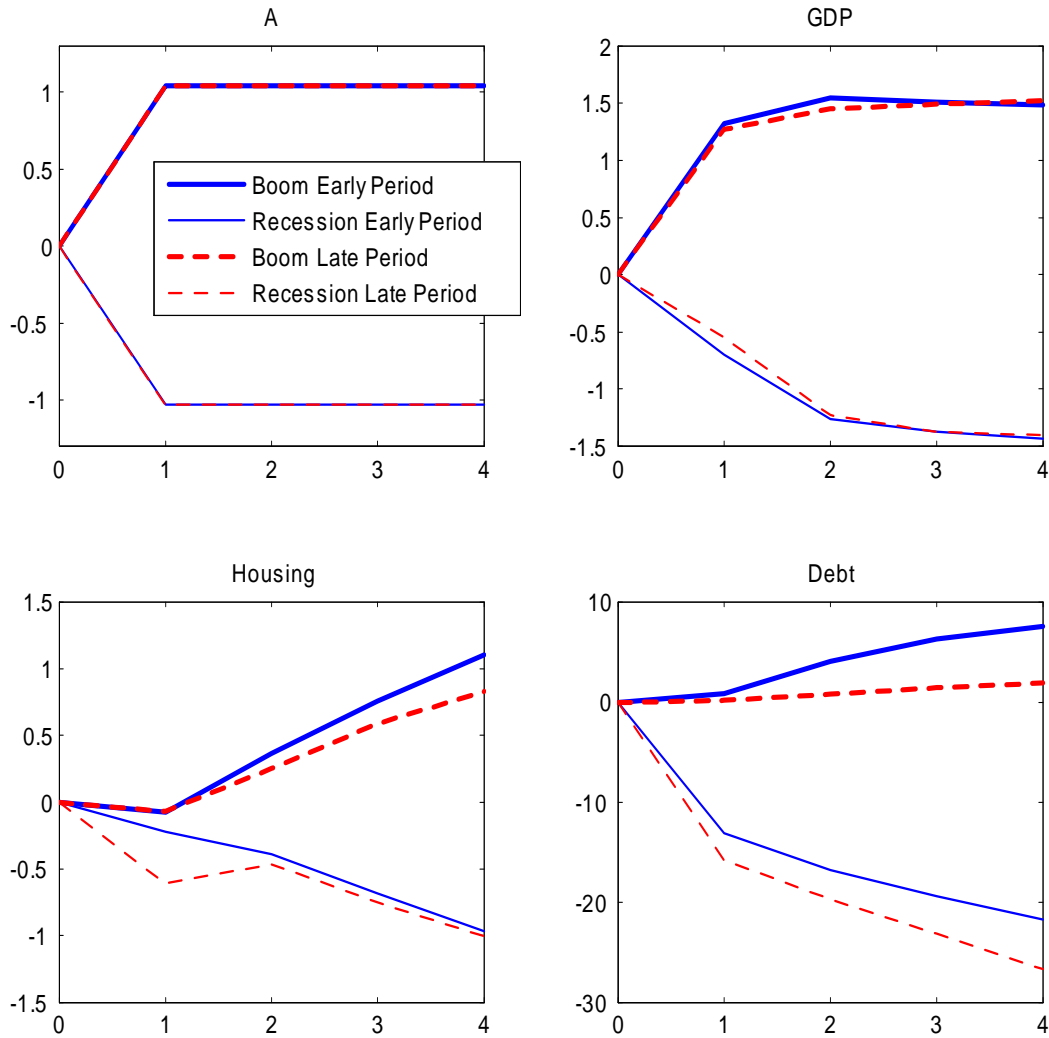 A
1
0.5
0
-0.5
-1
0 1 2 3 4
Boom Early Period
Recession Early Period
Boom Late Period
Recession Late Period
GDP
2
1.5
1
0.5
0
-0.5
-1
-1.5
0 1 2 3 4
Housing
1.5
1
0.5
0
-0.5
-1
-1.5
0 1 2 3 4
Debt
10
0
-10
-20
-30
0 1 2 3 4